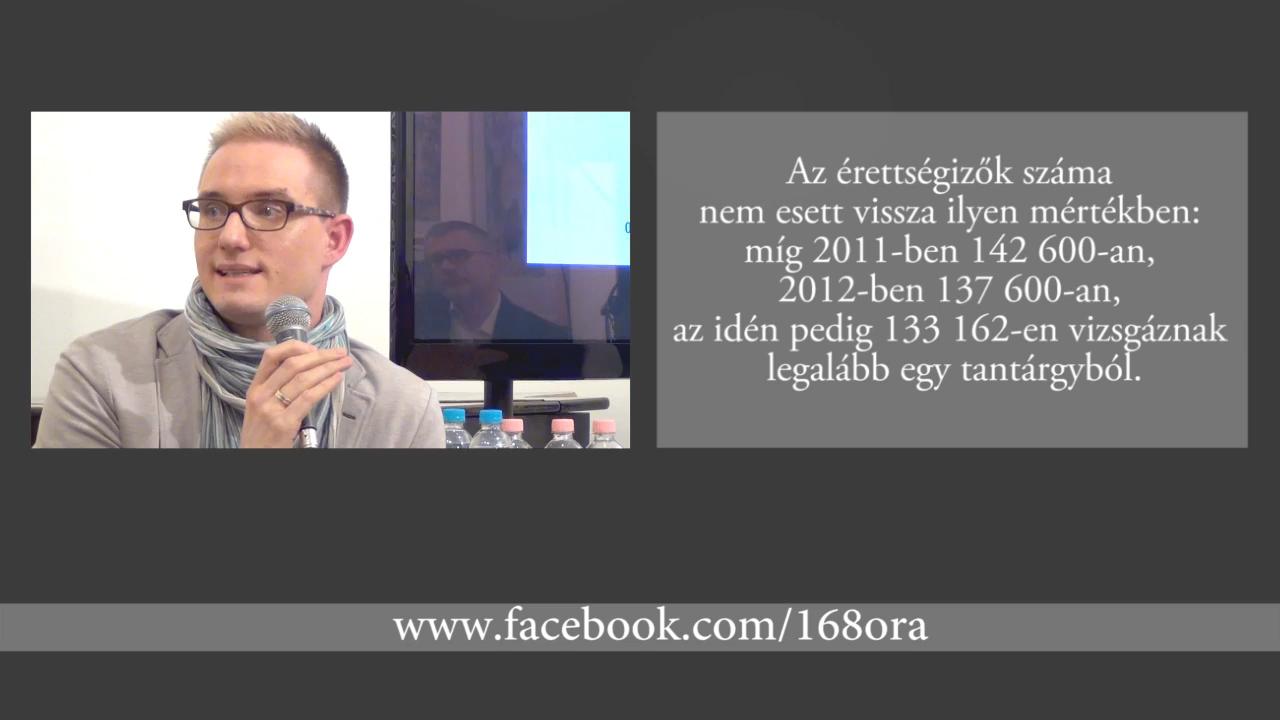 Az érettségizők száma
nem esett vissza ilyen mértékben:
míg 2011-ben 142 600-an,
2012-ben 137 600-an,
az idén pedig 133 162-en vizsgáznak
legalább egy tantárgyból.
www.facebook.com/168ora